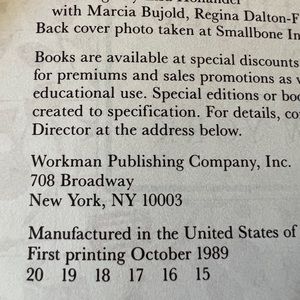 with Marcia Bujold, Regina Dalton-F
Back cover photo taken at Smallbone In
Books are available at special discounts
for premiums and sales promotions as
educational use. Special editions or boo
created to specification. For details, co
Director at the address below.
Workman Publishing Company, Inc.
708 Broadway
New York, NY 10003
Manufactured in the United States of
First printing October 1989
20 19 18 17 16 15